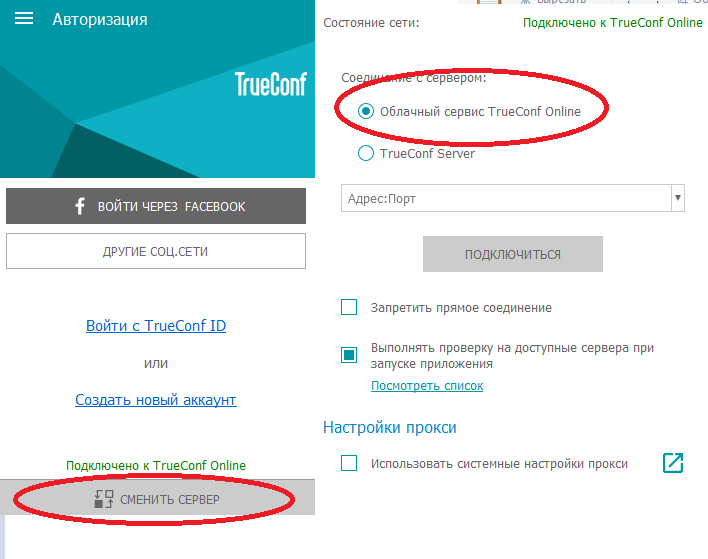 Авторизация
TrueConf
ВОЙТИ ЧЕРЕЗ FACEBOOK
ДРУГИЕ СОЦ.СЕТИ
Войти с TrueConf ID
или
Создать новый аккаунт
Подключено к TrueConf Online
СМЕНИТЬ СЕРВЕР
Вырезать
Состояние сети: Подключено к TrueConf Online
Соединение с сервером:
Облачный сервис TrueConf Online
TrueConf Server
Адрес:Порт
ПОДКЛЮЧИТЬСЯ
Запретить прямое соединение
Выполнять проверку на доступные сервера при
запуске приложения
Посмотреть список
Настройки прокси
Использовать системные настройки прокси